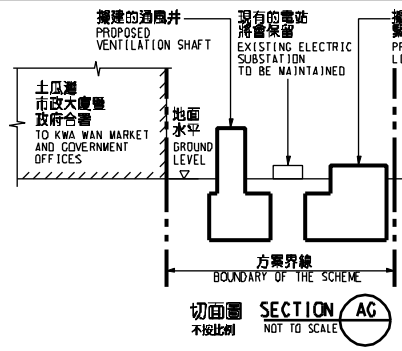 擬建的通風井
PROPOSED
VENTILATION SHAFT
現有的電站
將會保留
EXISTING ELECTRIC
SUBSTATION
TO BE MAINTAINED
土瓜灣
市政大廈暨
政府合署
TO KWA WAN MARKET
AND GOVERNMENT
OFFICES
地面
水平
GROUND
LEVEL
方案界線
BOUNDARY OF THE SCHEME
切面圖
不按比例
SECTION
NOT TO SCALE
AG